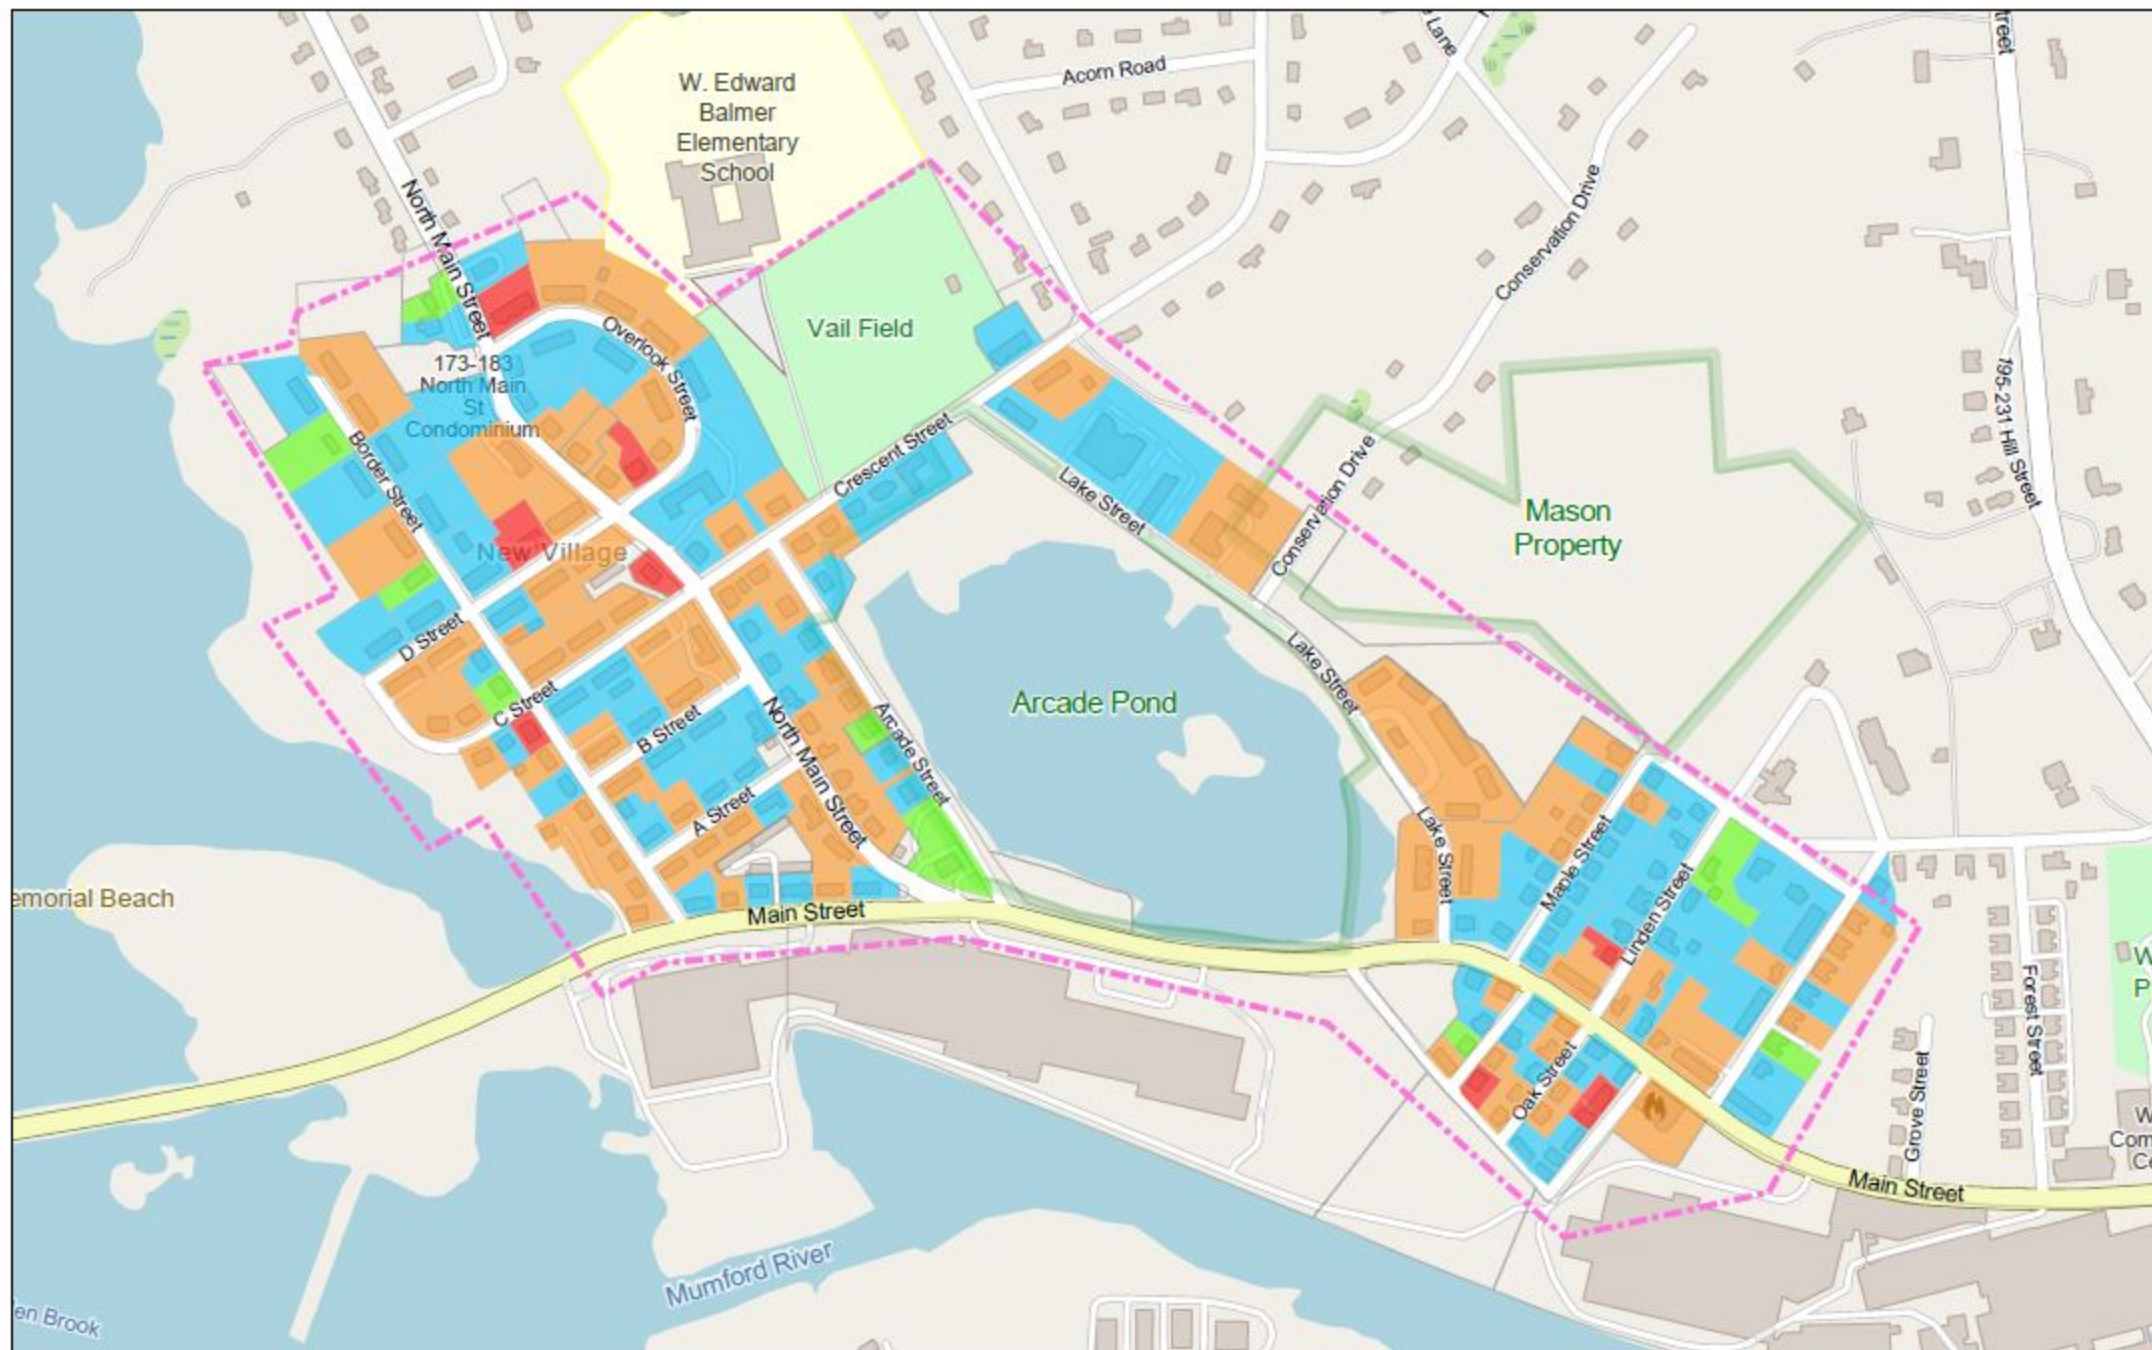 W. Edward
Balmer
Elementary
School
Acorn Road
Lane
North Main Street
Conservation Drive
Vail Field
Overlook Street
173-183
North Main
St
Condominium
195-231 Hill Street
Border Street
Crescent Street
Lake Street
Conservation Drive
Mason
Property
New Village
D Street
Lake Street
C Street
B Street
Arcade Pond
North Main Street
Arcade Street
A Street
Lake Street
Maple Street
Linden Street
emorial Beach
Main Street
Forest Street
Oak Street
Grove Street
Main Street
Mumford River
en Brook